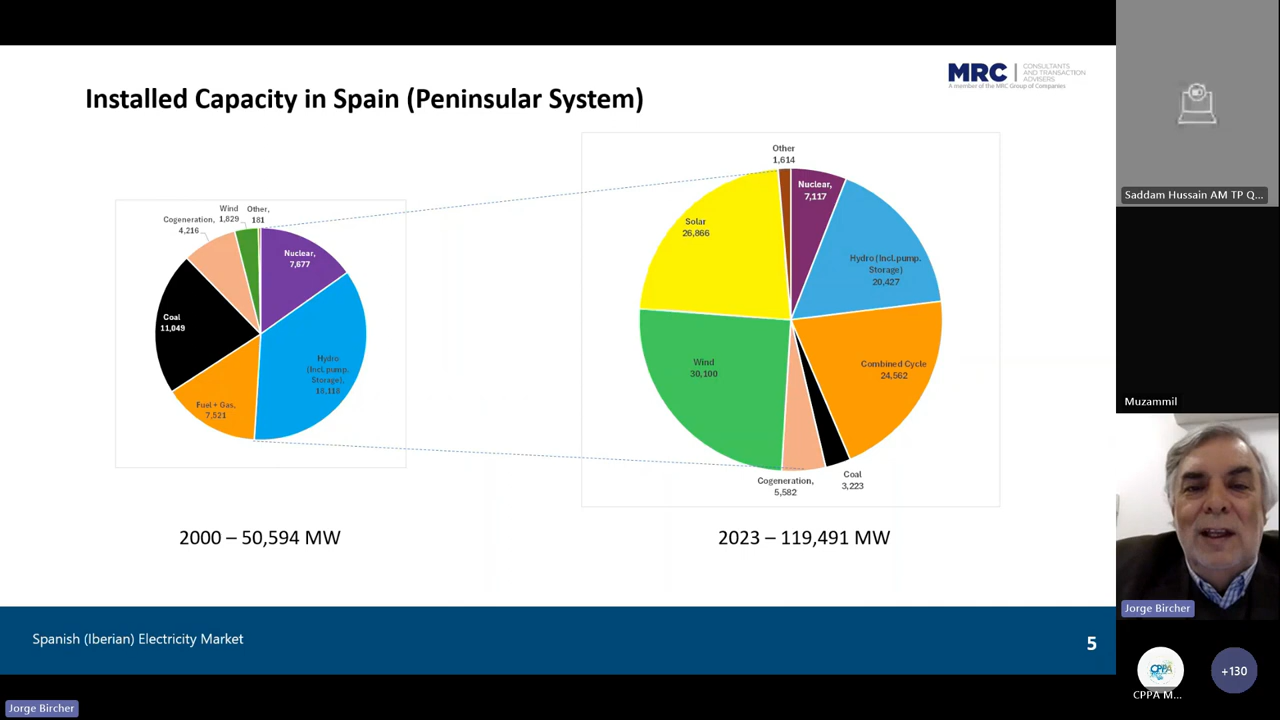 MRC
CONSULTANTS
AND TRANSACTION
ADVISERS
A member of the MRC Group of Companies
Installed Capacity in Spain (Peninsular System)
Cogeneration,
4,216
Wind
1,829
Other,
181
Nuclear,
7,677
Hydro
(Incl.pump.
Storage),
Fuel + Gas,
7,521
Coal
11,049
2000 – 50,594 MW
Other
1,614
Nuclear,
7,117
Hydro (Incl.pump.
Storage)
20,427
Combined Cycle
24,562
Coal
3,223
Cogeneration,
5,582
Wind
30,100
Solar
26,866
2023 – 119,491 MW
Spanish (Iberian) Electricity Market
5
Saddam Hussain AM TP Q...
Muzammil
Jorge Bircher
CPPA
CPPA M...
+130
Jorge Bircher